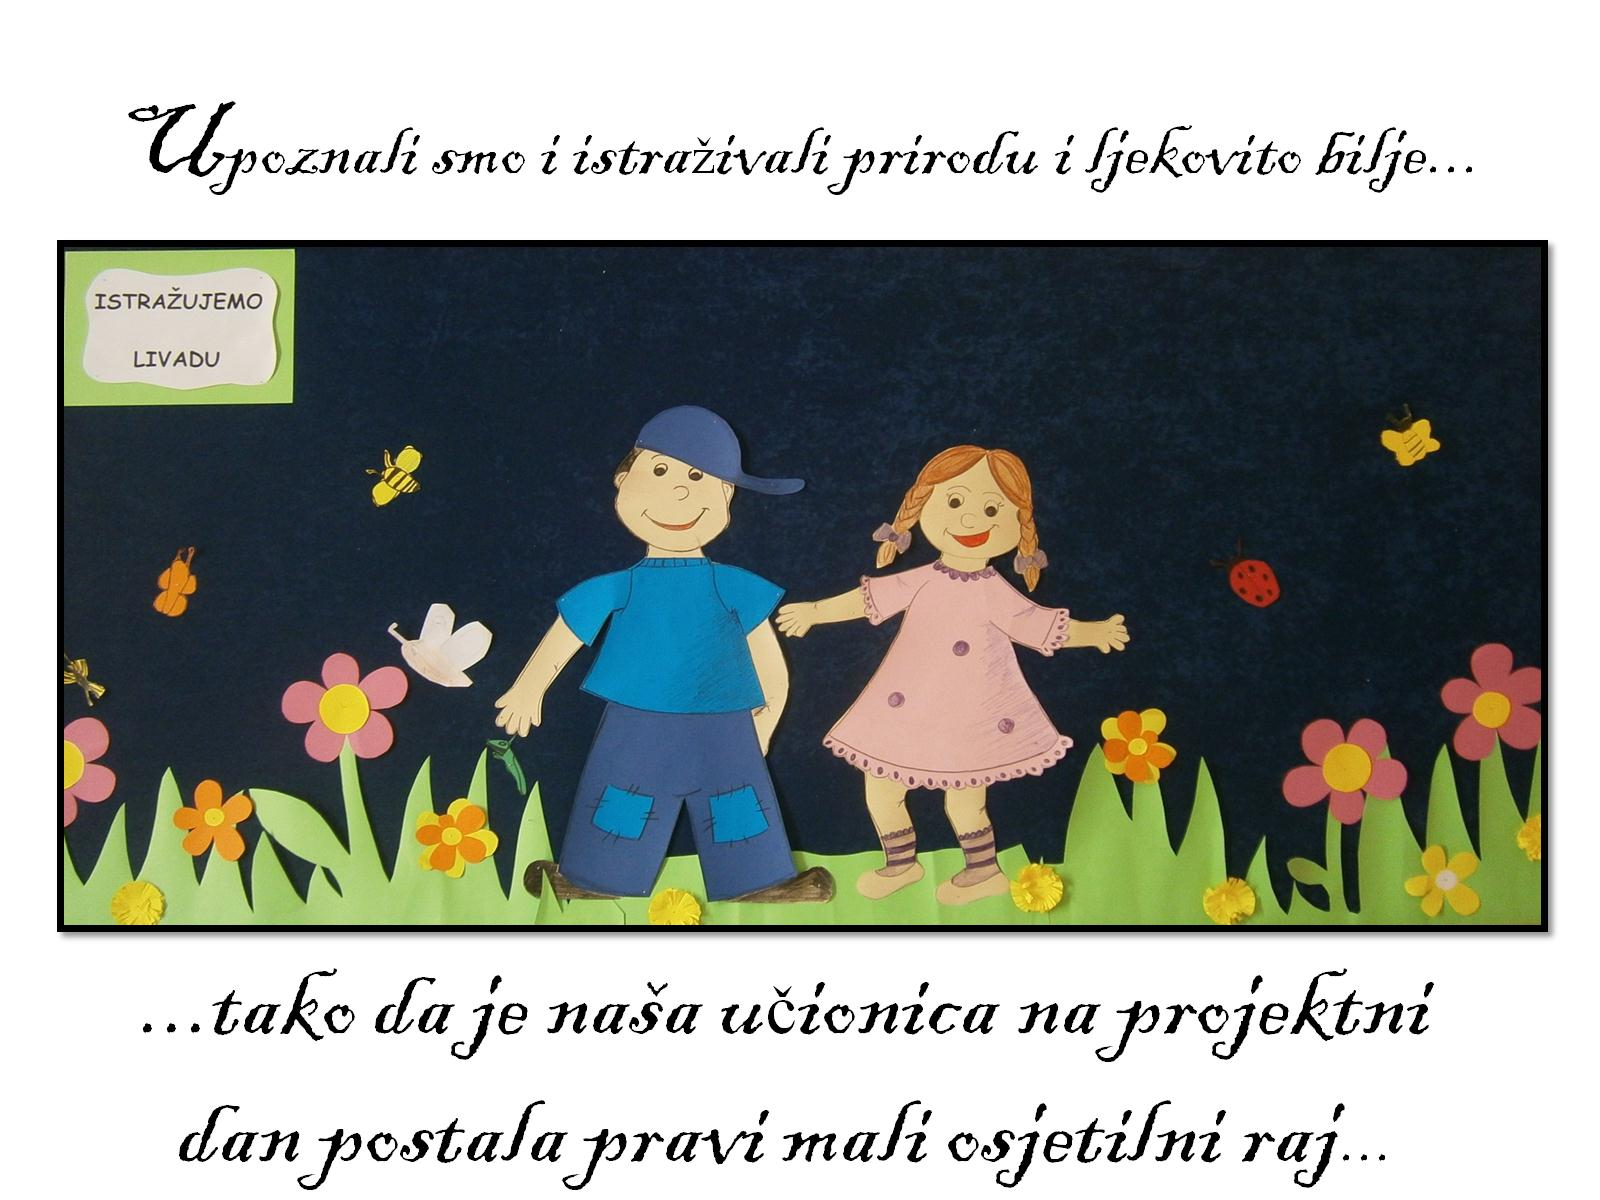 Upoznali smo i istraživali prirodu i ljekovito bilje...
ISTRAŽUJEMO
LIVADU
...tako da je naša učionica na projektni
dan postala pravi mali osjetilni raj...